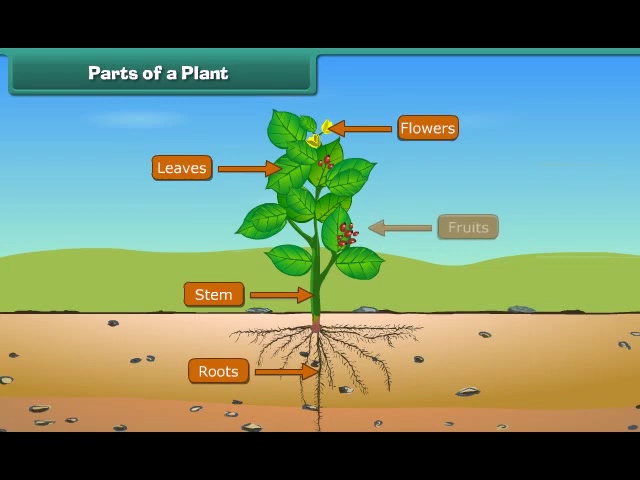 Parts of a Plant
Flowers
Leaves
Fruits
Stem
Roots